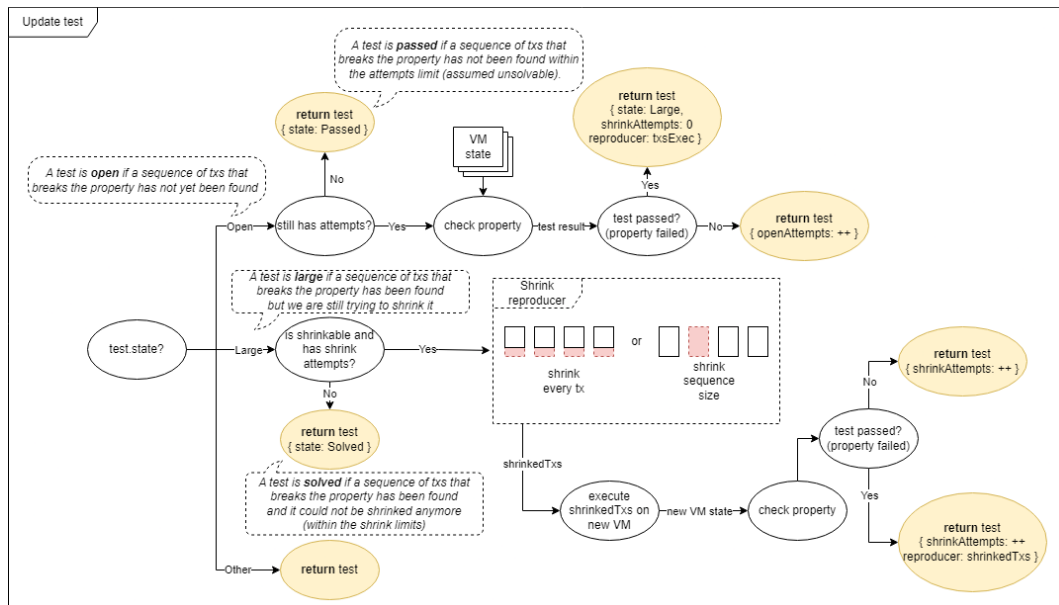 Update test
A test is passed if a sequence of txs that
breaks the property has not been found within
the attempts limit (assumed unsolvable).
return test
{ state: Passed }
return test
{ state: Large,
shrinkAttempts: 0
reproducer: txsExec }
VM
state
A test is open if a sequence of txs that
breaks the property has not yet been found
No
Yes
Open
still has attempts?
Yes
check property
test result
test passed?
(property failed)
No
return test
{ openAttempts: ++ }
A test is large if a sequence of txs that
breaks the property has been found
but we are still trying to shrink it
Shrink
reproducer
test.state?
Large
is shrinkable and
has shrink
attempts?
Yes
or
shrink
every tx
shrink
sequence
size
return test
{ shrinkAttempts: ++ }
No
No
return test
{ state: Solved }
test passed?
(property failed)
shrinkedTxs
A test is solved if a sequence of txs that
breaks the property has been found
and it could not be shrinked anymore
(within the shrink limits)
execute
shrinkedTxs on
new VM
new VM state
check property
Yes
return test
{ shrinkAttempts: ++
reproducer: shrinkedTxs }
Other
return test